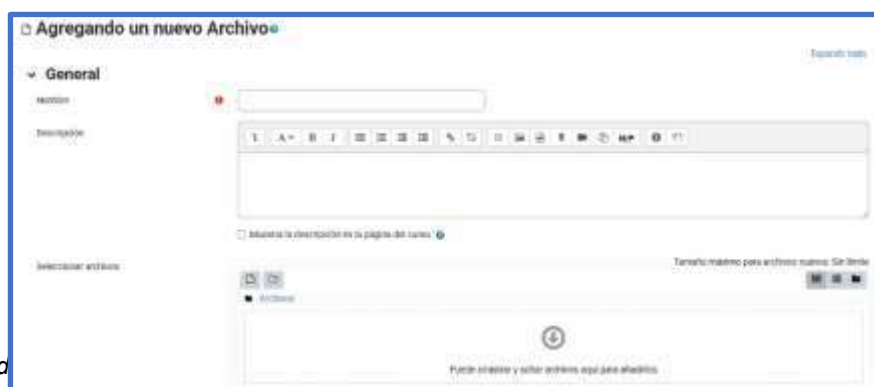 Agregando un nuevo Archivo
Expandir todo
General
Nombre
Descripción
Muestra la descripción en la página del curso
Seleccionar archivos
Tamaño máximo para archivos nuevos: Sin límite
Archivos
Puede arrastrar y soltar archivos aquí para añadirlos